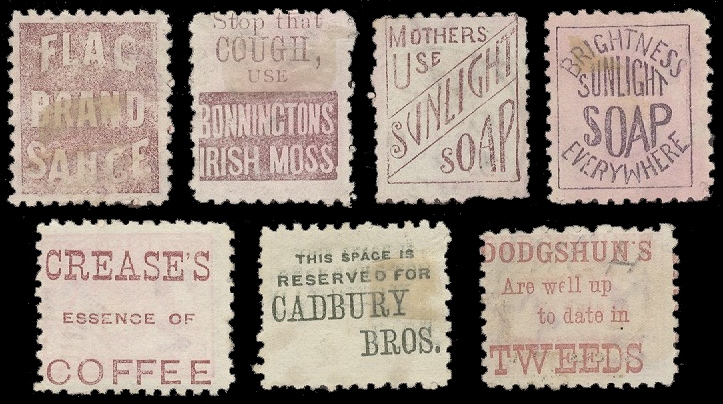 FLAG
BRAND
SAUCE
Stop that
COUGH,
USE
BONNINGTONS
IRISH MOSS
MOTHERS
USE
SUNLIGHT
SOAP
BRIGHTNESS
SUNLIGHT
SOAP
EVERYWHERE
CREASE'S
ESSENCE OF
COFFEE
THIS SPACE IS
RESERVED FOR
CADBURY
BROS.
DODGSHUN'S
Are well up
to date in
TWEEDS